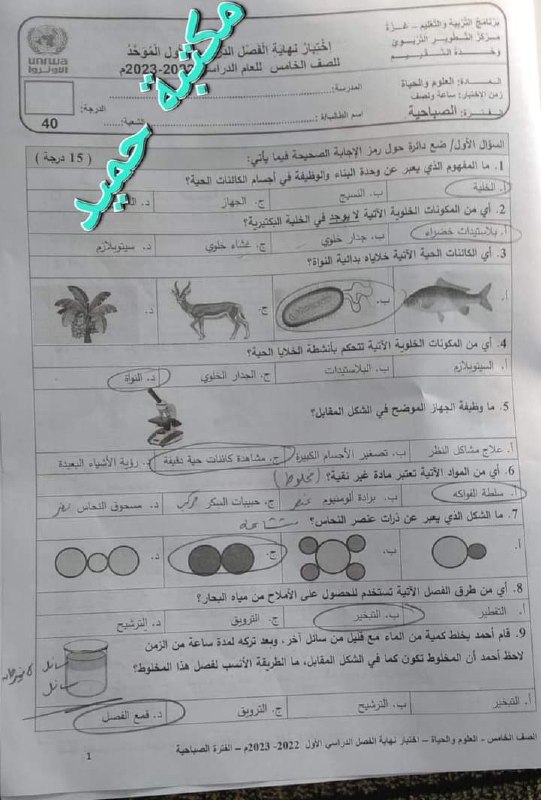 برنامج التربية والتعليم - غزة
مركز التطوير التربوي
وحدة التقييم
unrwa
الأونروا
اختبار نهاية الفصل الأول الموحد
للصف الخامس للعام الدراسي 2022-2023م
المادة: العلوم والحياة
زمن الاختبار: ساعة ونصف
الفترة: الصباحية
المدرسة:
اسم الطالب/ة: الشعبة:
الدرجة:
40
مكتبة حميد
السؤال الأول/ ضع دائرة حول رمز الإجابة الصحيحة فيما يأتي: (15 درجة)
1. ما المفهوم الذي يعبر عن وحدة البناء والوظيفة في أجسام الكائنات الحية؟
أ. الخلية ب. النسيج ج. الجهاز د.
2. أي من المكونات الخلوية الآتية لا يوجد في الخلية البكتيرية؟
أ. بلاستيدات خضراء ب. جدار خلوي ج. غشاء خلوي د. سيتوبلازم
3. أي الكائنات الحية الآتية خلاياه بدائية النواة؟
أ. ب. ج. د.
4. أي من المكونات الخلوية الآتية تتحكم بأنشطة الخلايا الحية؟
أ. السيتوبلازم ب. البلاستيدات ج. الجدار الخلوي د. النواة
5. ما وظيفة الجهاز الموضح في الشكل المقابل؟
أ. علاج مشاكل النظر ب. تصغير الأجسام الكبيرة ج. مشاهدة كائنات حية دقيقة د. رؤية الأشياء البعيدة
6. أي من المواد الآتية تعتبر مادة غير نقية؟ (مخلوط)
أ. سلطة الفواكه ب. برادة ألومنيوم عنصر ج. حبيبات السكر مركب د. مسحوق النحاس عنصر
7. ما الشكل الذي يعبر عن ذرات عنصر النحاس؟ متشابهة
أ. ب. ج. د.
8. أي من طرق الفصل الآتية تستخدم للحصول على الأملاح من مياه البحار؟
أ. التقطير ب. التبخير ج. الترويق د. الترشيح
9. قام أحمد بخلط كمية من الماء مع قليل من سائل آخر، وبعد تركه لمدة ساعة من الزمن
لاحظ أحمد أن المخلوط تكون كما في الشكل المقابل، ما الطريقة الأنسب لفصل هذا المخلوط؟
سائل
سائل
أ. التبخير ب. الترشيح ج. الترويق د. قمع الفصل
الصف الخامس - العلوم والحياة - اختبار نهاية الفصل الدراسي الأول 2022-2023م - الفترة الصباحية
1